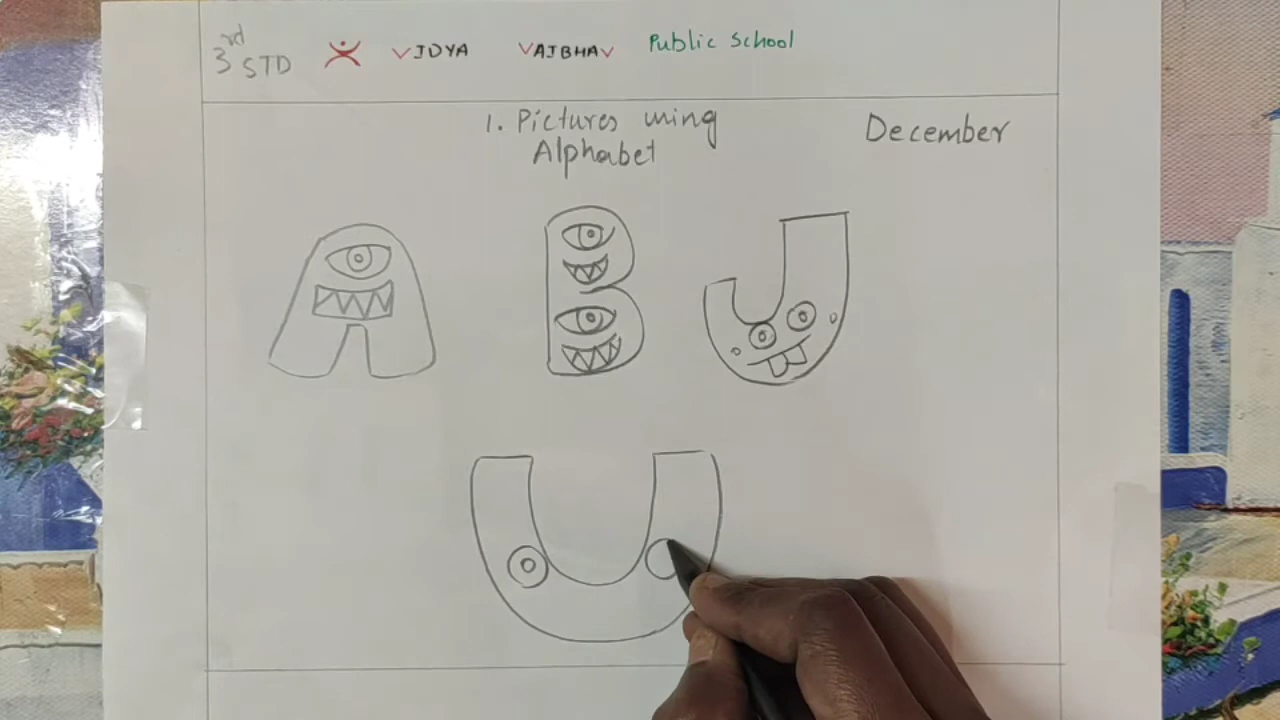 3rd STD VIDYA VAIBHAV Public School
1. Pictures using
Alphabet
December
A B J
U